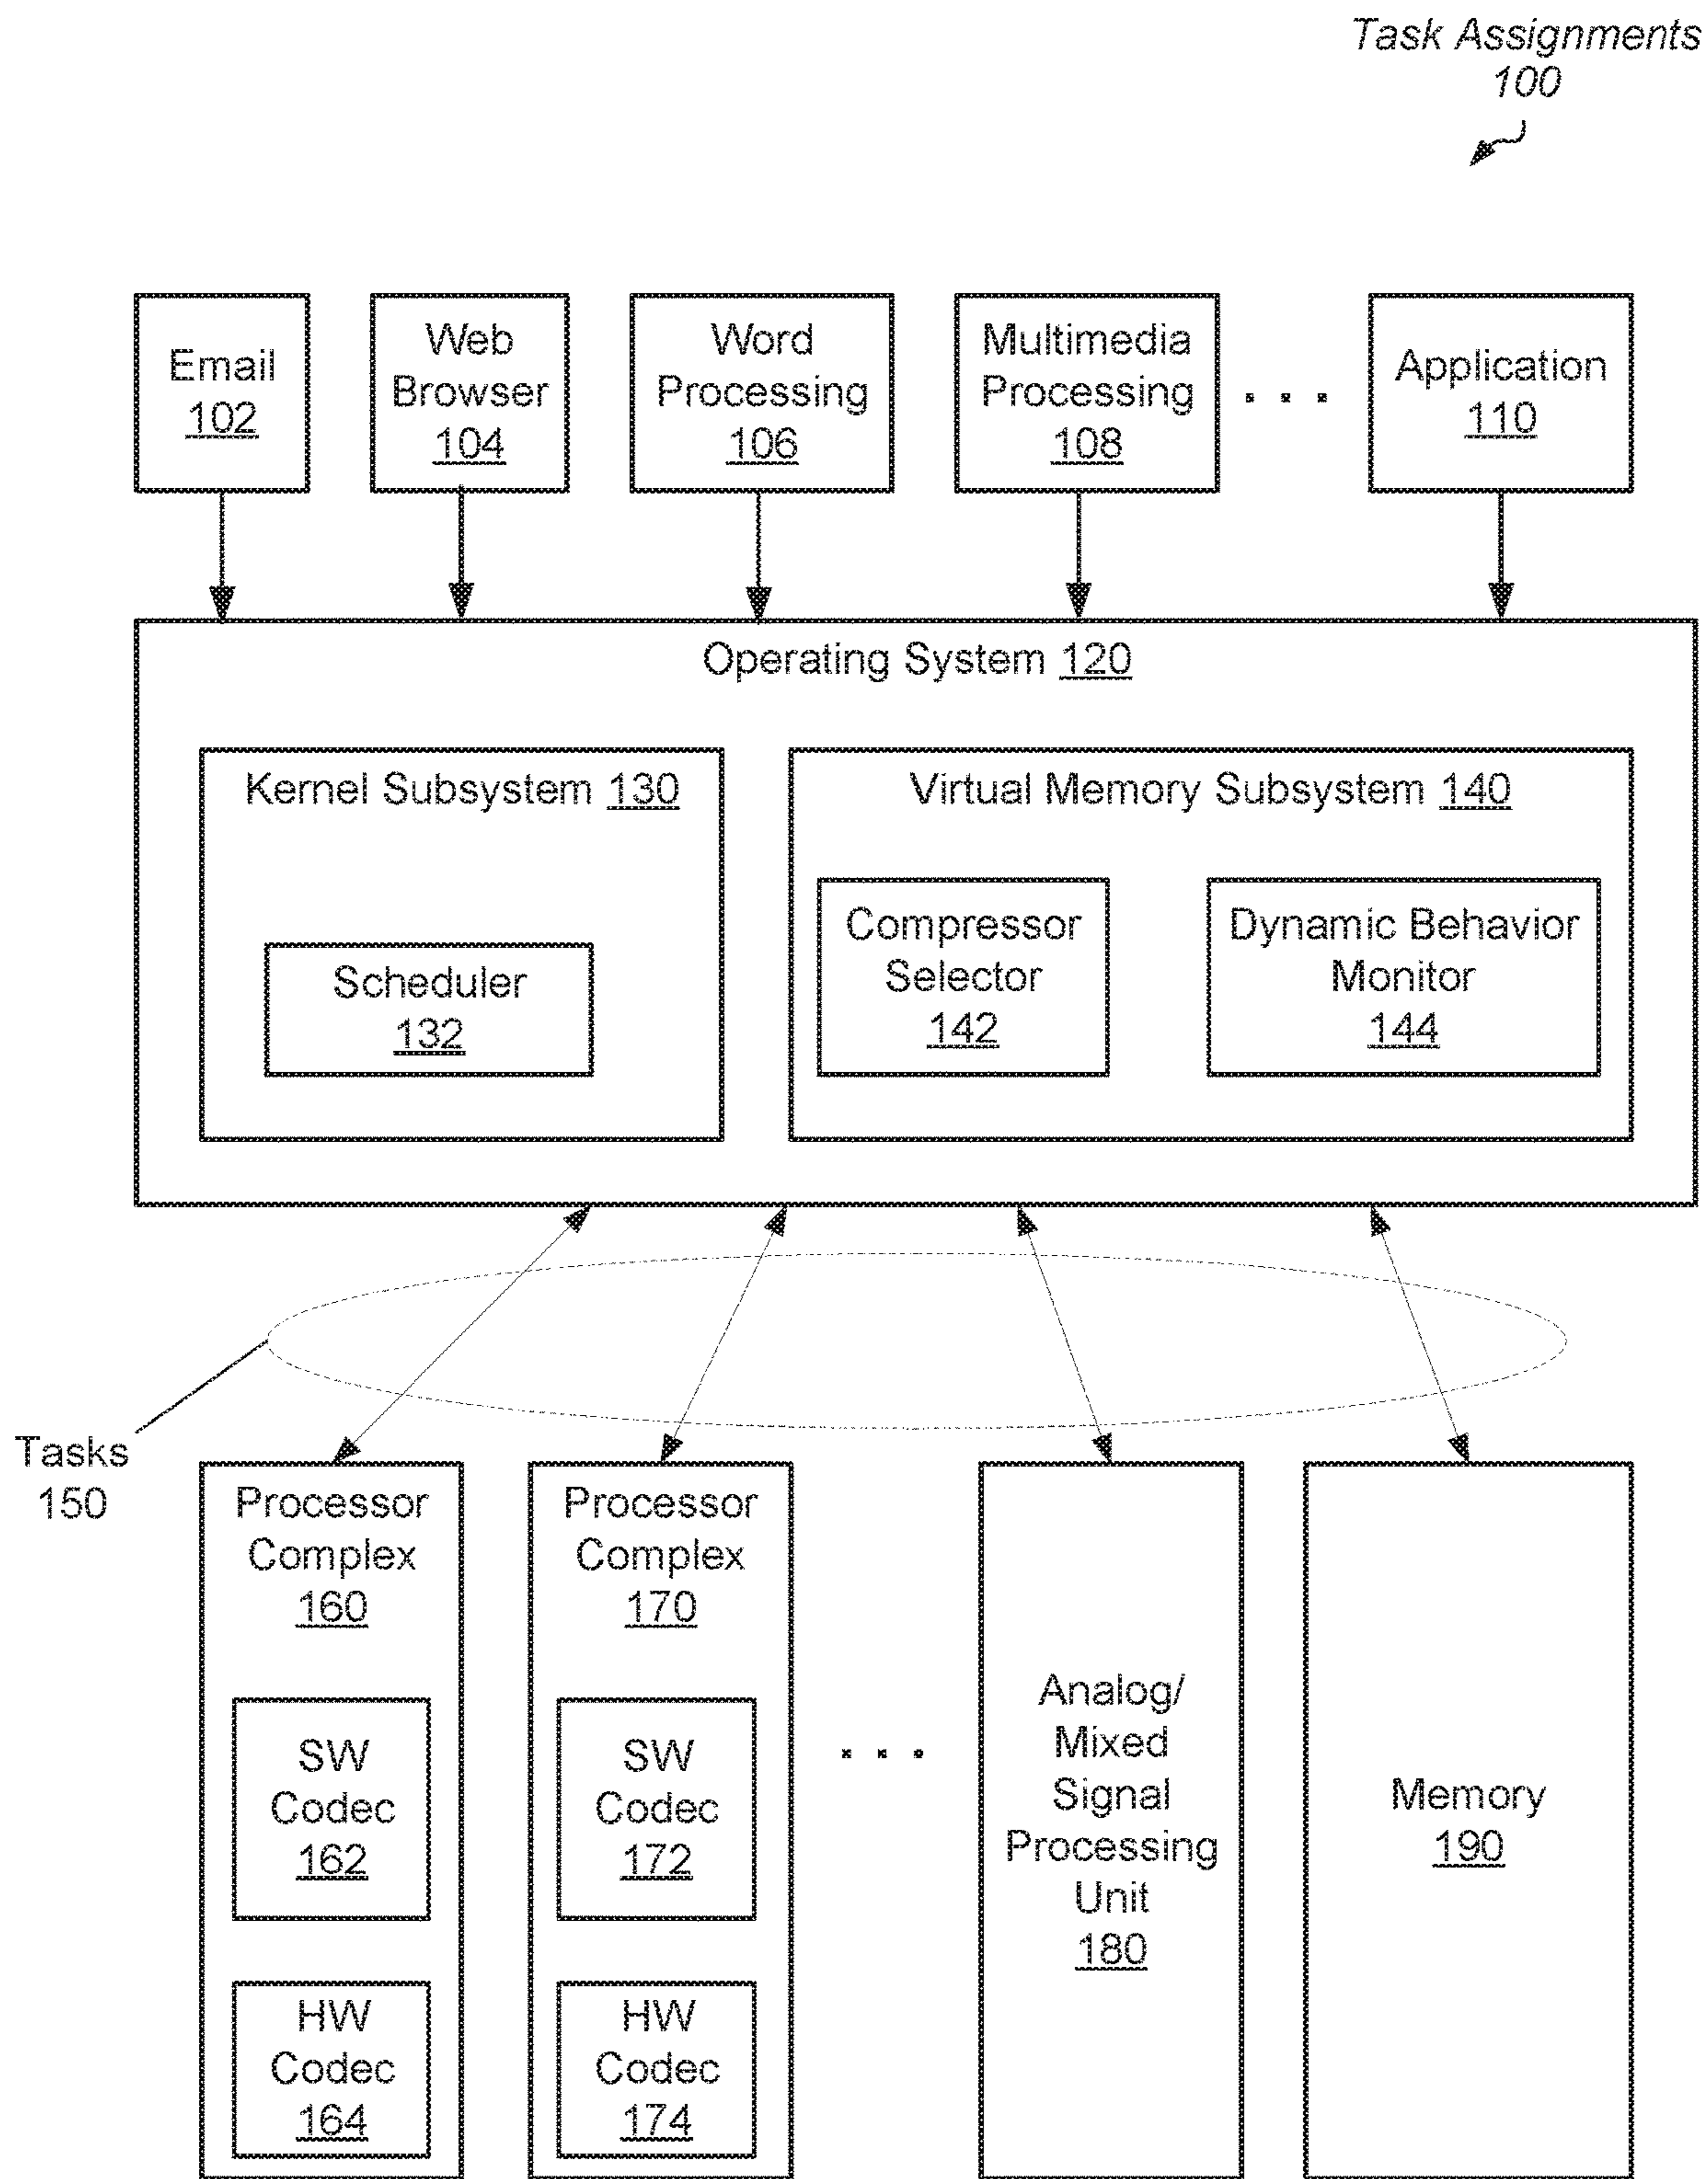 Task Assignments
100
Email
102
Web
Browser
104
Word
Processing
106
Multimedia
Processing
108
. . .
Application
110
Operating System 120
Kernel Subsystem 130
Scheduler
132
Virtual Memory Subsystem 140
Compressor
Selector
142
Dynamic Behavior
Monitor
144
Tasks
150
Processor
Complex
160
SW
Codec
162
HW
Codec
164
Processor
Complex
170
SW
Codec
172
HW
Codec
174
. . .
Analog/
Mixed
Signal
Processing
Unit
180
Memory
190